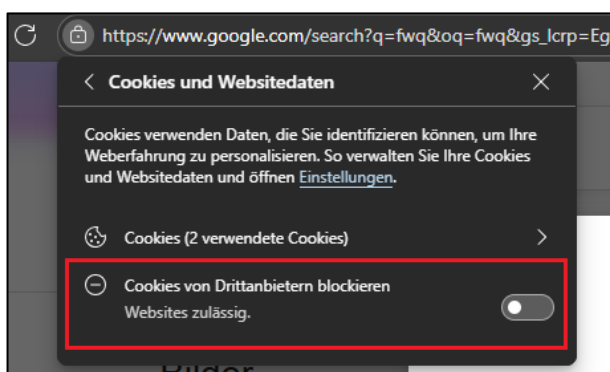 https://www.google.com/search?q=fwq&oq=fwq&gs_lcrp=Eg
Cookies und Websitedaten
Cookies verwenden Daten, die Sie identifizieren können, um Ihre
Weberfahrung zu personalisieren. So verwalten Sie Ihre Cookies
und Websitedaten und öffnen Einstellungen.
Cookies (2 verwendete Cookies)
Cookies von Drittanbietern blockieren
Websites zulässig.
Bilder